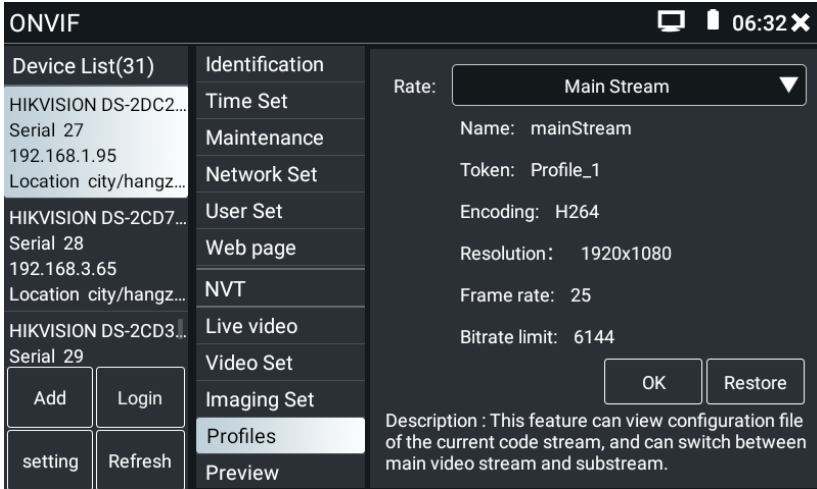 ONVIF
06:32
Device List(31)
HIKVISION DS-2DC2...
Serial 27
192.168.1.95
Location city/hangz...
HIKVISION DS-2CD7...
Serial 28
192.168.3.65
Location city/hangz...
HIKVISION DS-2CD3...
Serial 29
Add
Login
setting
Refresh
Identification
Time Set
Maintenance
Network Set
User Set
Web page
NVT
Live video
Video Set
Imaging Set
Profiles
Preview
Rate: Main Stream
Name: mainStream
Token: Profile_1
Encoding: H264
Resolution: 1920x1080
Frame rate: 25
Bitrate limit: 6144
OK
Restore
Description : This feature can view configuration file
of the current code stream, and can switch between
main video stream and substream.